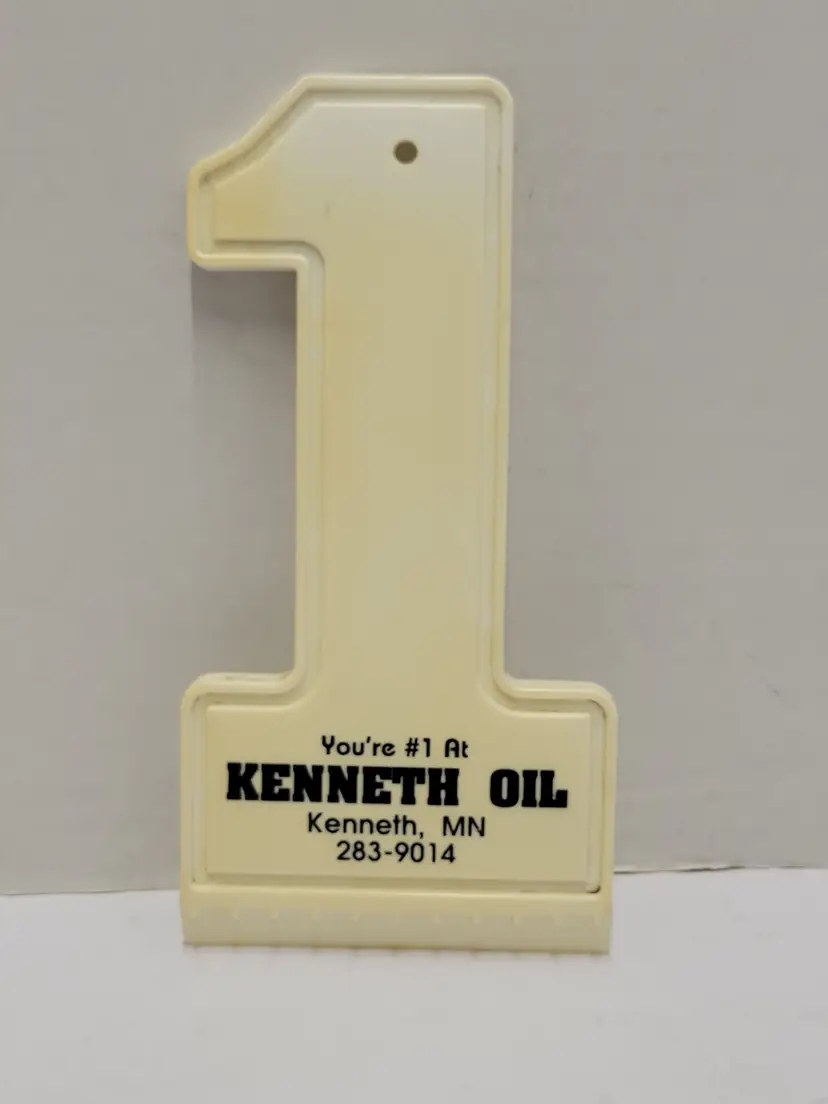 You're #1 At
KENNETH OIL
Kenneth, MN
283-9014